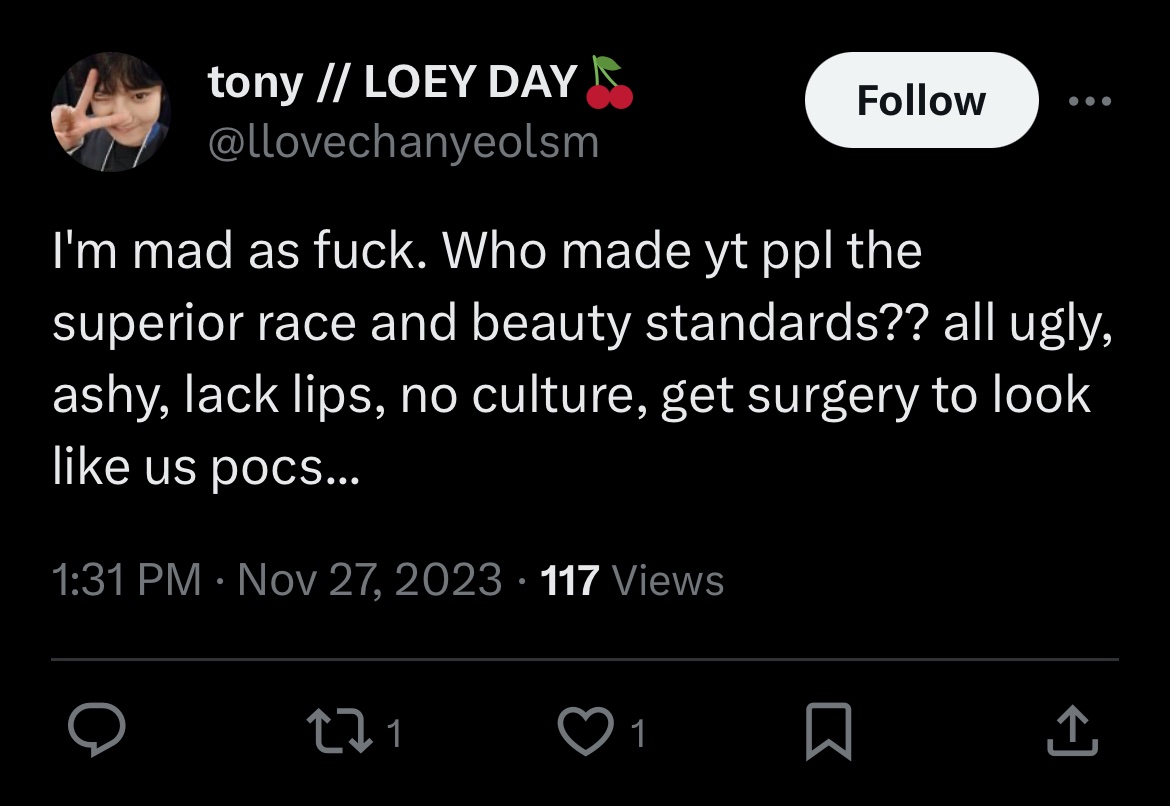 tony // LOEY DAY🍒
Follow
@llovechanyeolsm
I'm mad as fuck. Who made yt ppl the
superior race and beauty standards?? all ugly,
ashy, lack lips, no culture, get surgery to look
like us pocs...
1:31 PM · Nov 27, 2023 · 117 Views
1
1